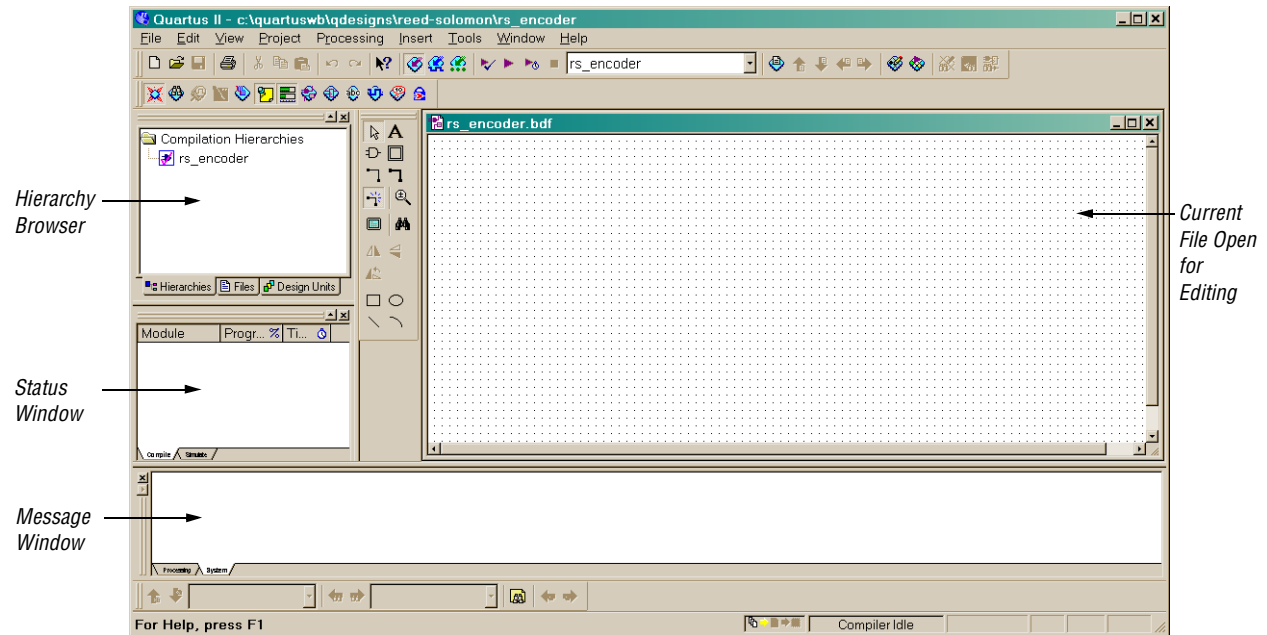 Quartus II - c:\quartuswb\qdesigns\reed-solomon\rs_encoder
File Edit View Project Processing Insert Tools Window Help
rs_encoder
Compilation Hierarchies
rs_encoder
Hierarchies Files Design Units
Module Progr... % Ti...
Compile Simulate
A
rs_encoder.bdf
Processing System
For Help, press F1
Compiler Idle
Hierarchy
Browser
Status
Window
Message
Window
Current
File Open
for
Editing